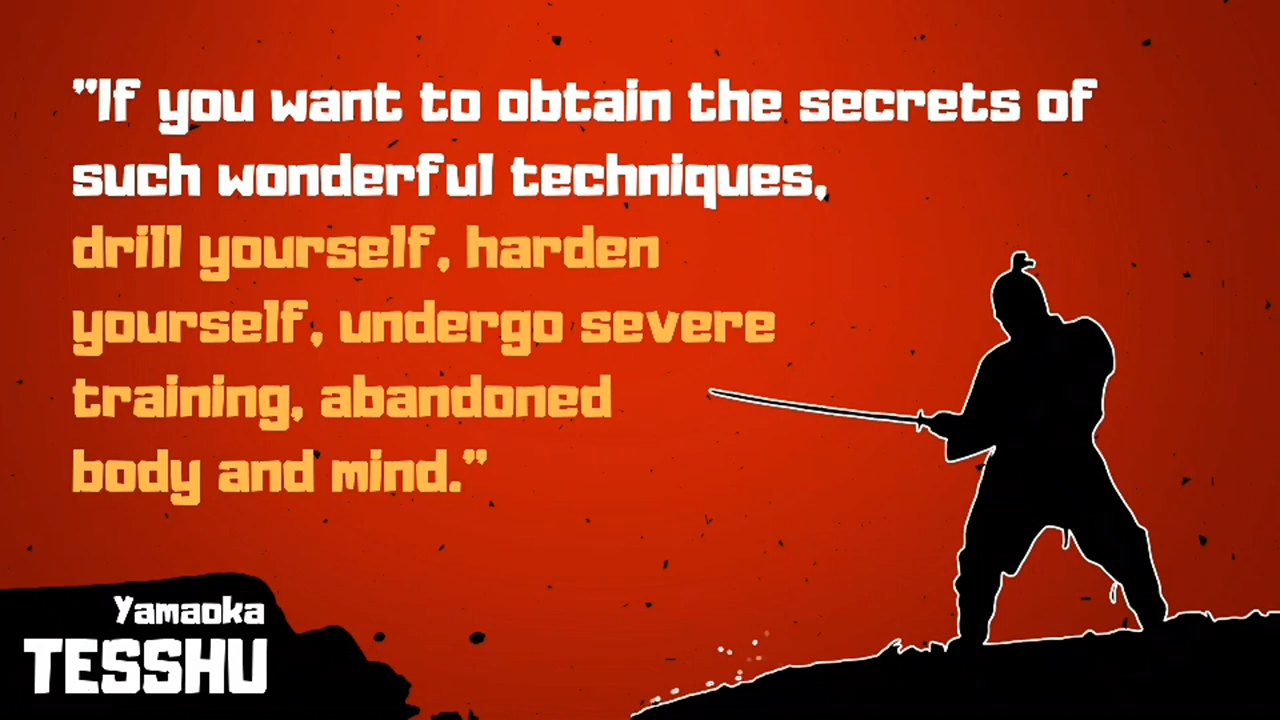 "If you want to obtain the secrets of
such wonderful techniques,
drill yourself, harden
yourself, undergo severe
training, abandoned
body and mind."
Yamaoka
TESSHU